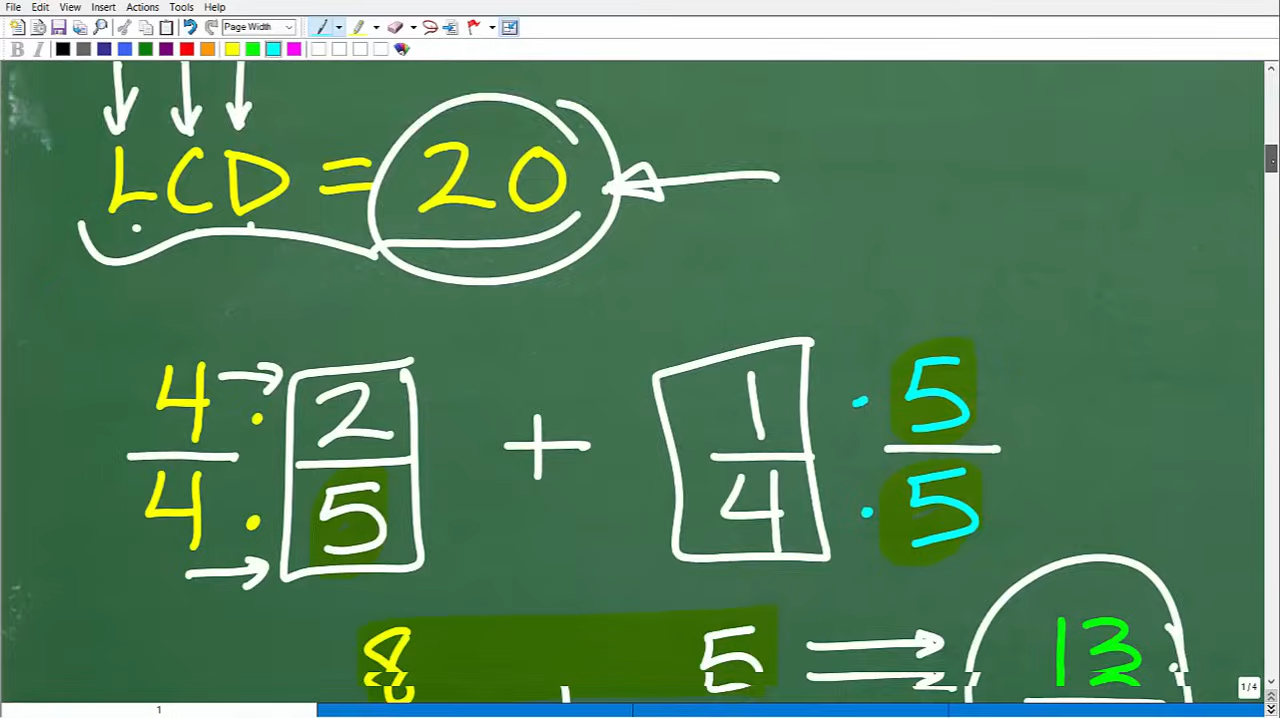 File Edit View Insert Actions Tools Help
Page Width
B I
LCD = 20
4/4 · 2/5 + 1/4 · 5/5
8 5 13
1/4
1